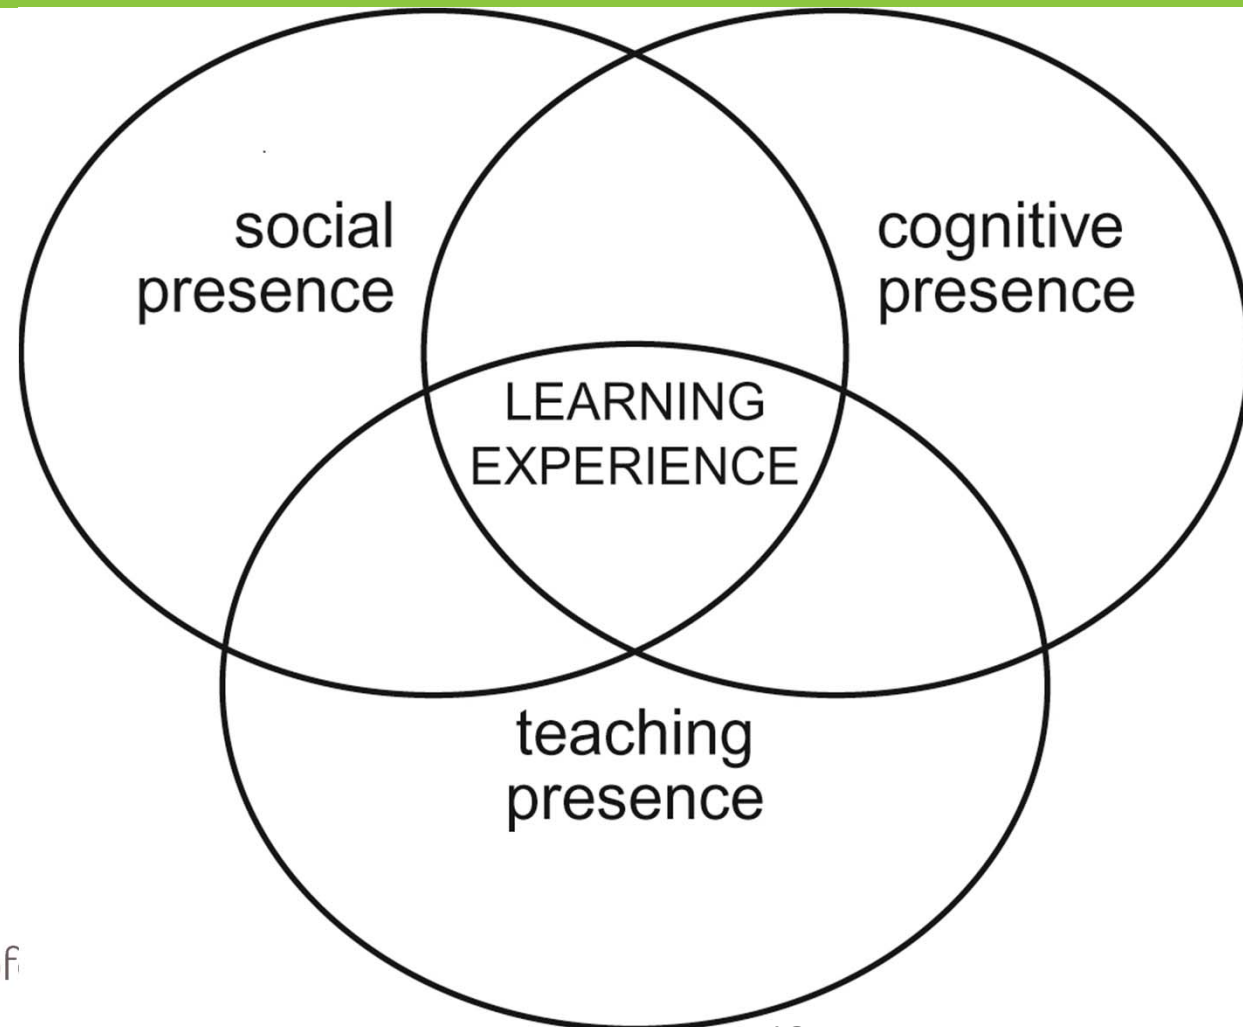 social
presence
cognitive
presence
LEARNING
EXPERIENCE
teaching
presence